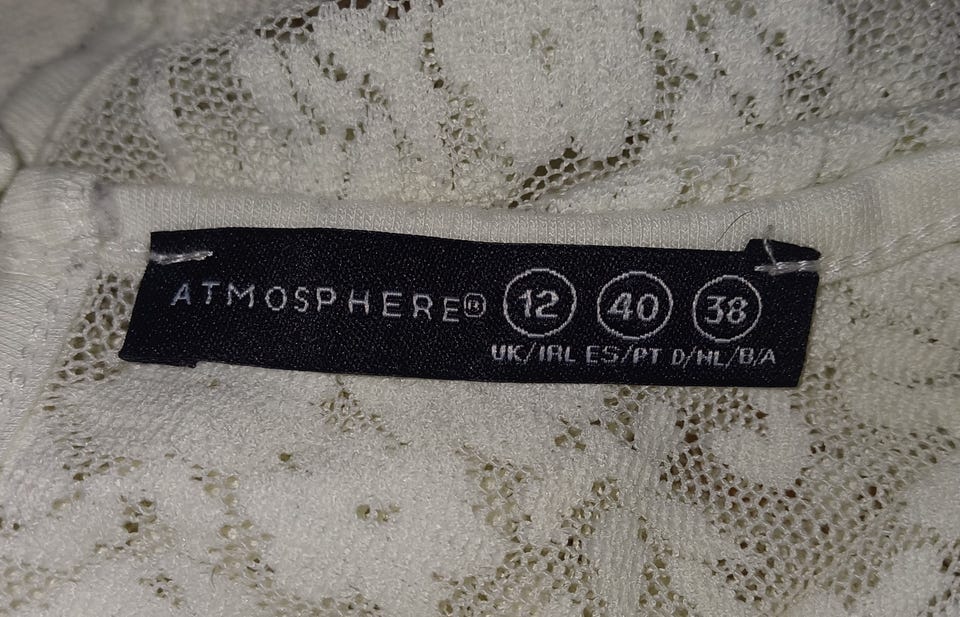 ATMOSPHERE® 12 40 38
UK/IRL ES/PT D/NL/B/A